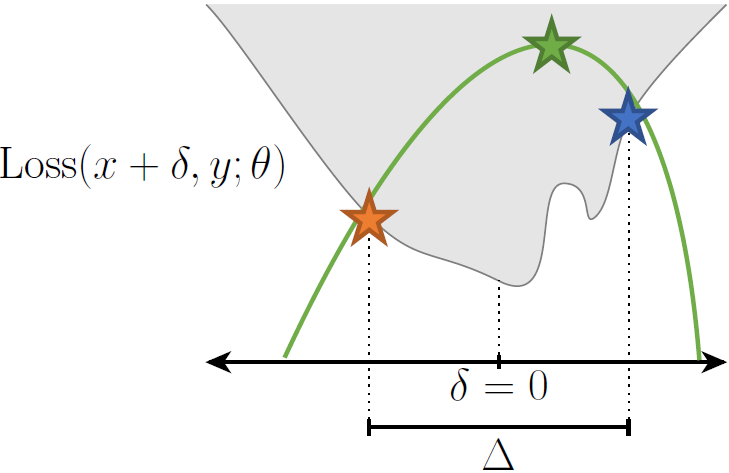 Loss(x + δ, y; θ)
δ = 0
Δ